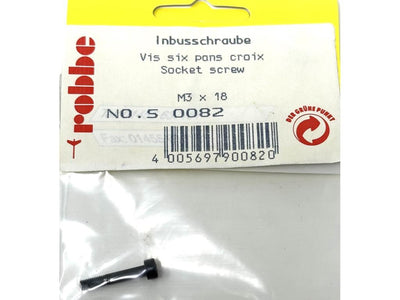 robbe
Inbusschraube
Vis six pans croix
Socket screw
M3 x 18
NO.S 0082
DER GRÜNE PUNKT
4 005697 900820